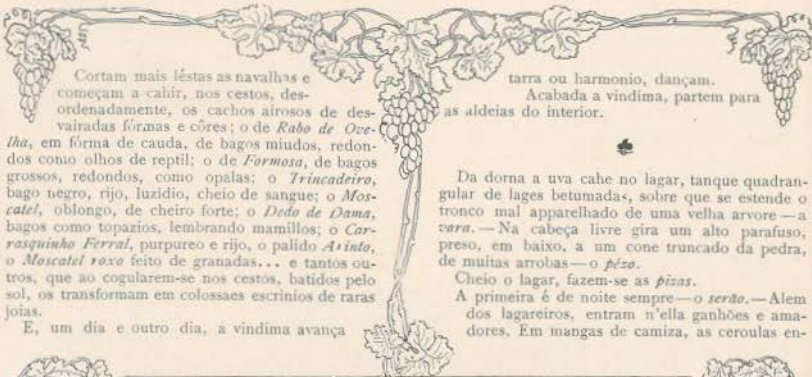 Cortam mais léstas as navalhas e
começam a cahir, nos cestos, des-
ordenadamente, os cachos airosos de des-
vairadas fórmas e côres; o de Rabo de Ove-
lha, em fórma de cauda, de bagos miudos, redon-
dos como olhos de reptil; o de Formosa, de bagos
grossos, redondos, como opalas; o Trincadeiro,
bago negro, rijo, luzidio, cheio de sangue; o Mos-
catel, oblongo, de cheiro forte; o Dedo de Dama,
bagos como topazios, lembrando mamillos; o Car-
rasquinho Ferral, purpureo e rijo, o palido Arinto,
o Moscatel roxo feito de granadas... e tantos ou-
tros, que ao cogularem-se nos cestos, batidos pelo
sol, os transformam em colossaes escrinios de raras
joias.
E, um dia e outro dia, a vindima avança
tarra ou harmonio, dançam.
Acabada a vindima, partem para
as aldeias do interior.
Da dorna a uva cahe no lagar, tanque quadran-
gular de lages betumadas, sobre que se estende o
tronco mal apparelhado de uma velha arvore—a
vara.—Na cabeça livre gira um alto parafuso,
preso, em baixo, a um cone truncado da pedra,
de muitas arrobas—o pézo.
Cheio o lagar, fazem-se as pizas.
A primeira é de noite sempre—o serão.—Alem
dos lagareiros, entram n'ella ganhões e ama-
dores. Em mangas de camiza, as ceroulas en-